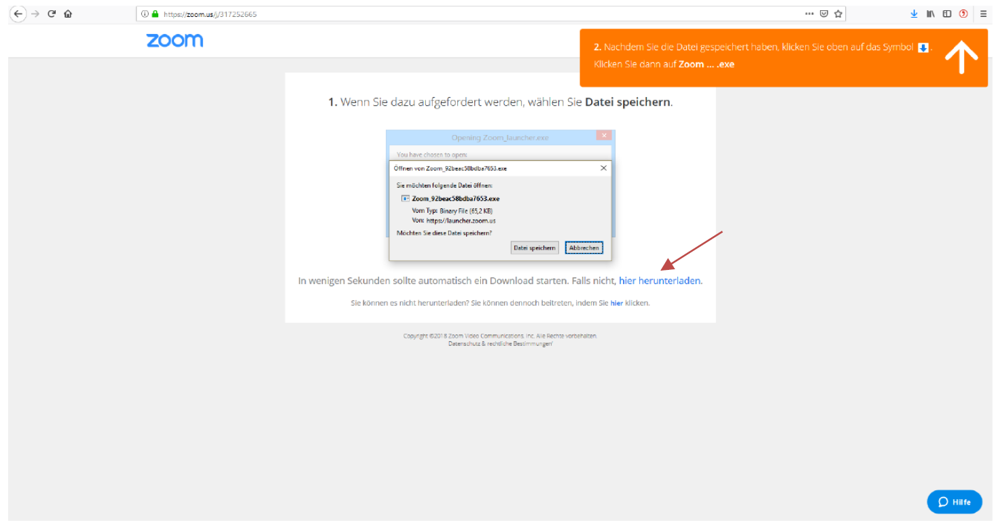 https://zoom.us/j/317252665
zoom
2. Nachdem Sie die Datei gespeichert haben, klicken Sie oben auf das Symbol .
Klicken Sie dann auf Zoom ... .exe
1. Wenn Sie dazu aufgefordert werden, wählen Sie Datei speichern.
Opening Zoom_launcher.exe
You have chosen to open:
Öffnen von Zoom_92beac58bdba7653.exe
Sie möchten folgende Datei öffnen:
Zoom_92beac58bdba7653.exe
Vom Typ: Binary File (65,2 KB)
Von: https://launcher.zoom.us
Möchten Sie diese Datei speichern?
Datei speichern Abbrechen
In wenigen Sekunden sollte automatisch ein Download starten. Falls nicht, hier herunterladen.
Sie können es nicht herunterladen? Sie können dennoch beitreten, indem Sie hier klicken.
Copyright ©2018 Zoom Video Communications, Inc. Alle Rechte vorbehalten.
Datenschutz & rechtliche Bestimmungen/
Hilfe